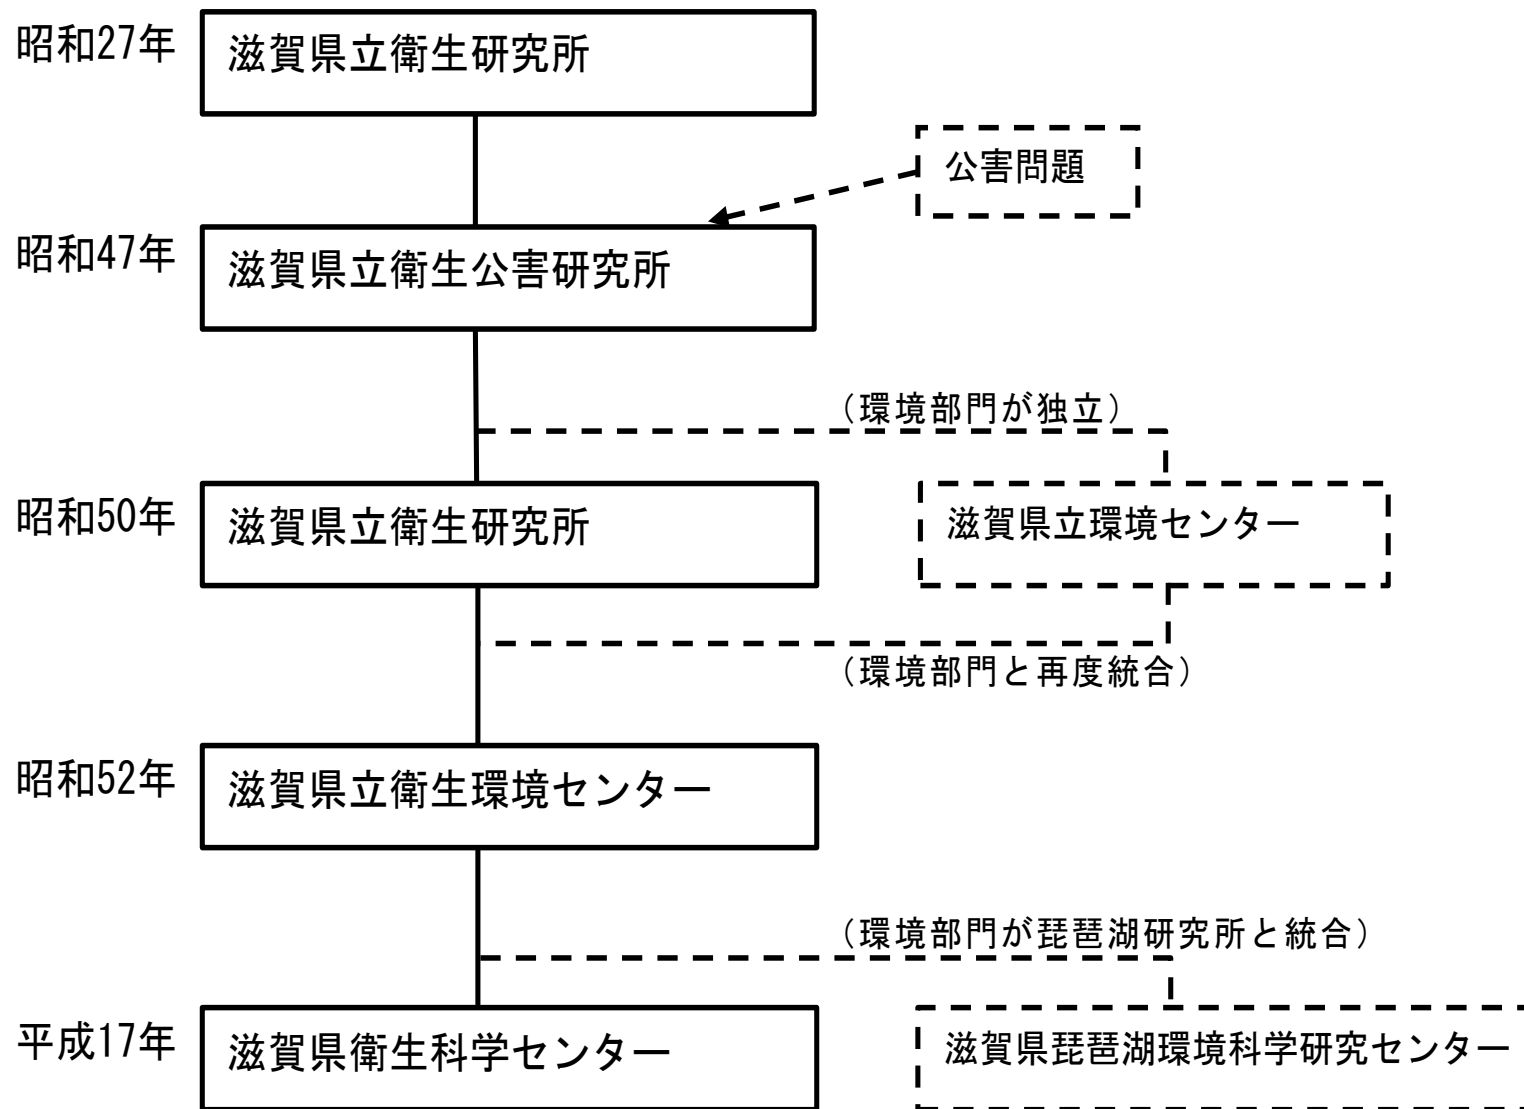 昭和27年
滋賀県立衛生研究所
公害問題
昭和47年
滋賀県立衛生公害研究所
（環境部門が独立）
昭和50年
滋賀県立衛生研究所
滋賀県立環境センター
（環境部門と再度統合）
昭和52年
滋賀県立衛生環境センター
（環境部門が琵琶湖研究所と統合）
平成17年
滋賀県衛生科学センター
滋賀県琵琶湖環境科学研究センター